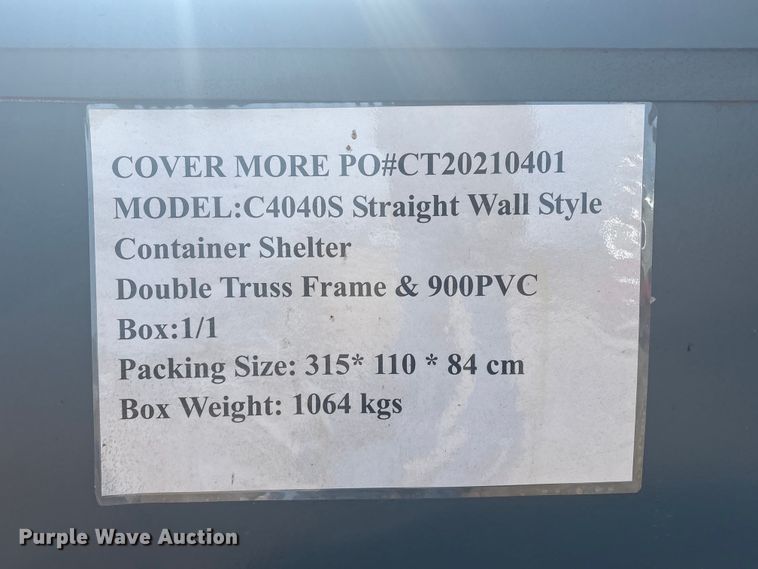 COVER MORE PO#CT20210401
MODEL:C4040S Straight Wall Style
Container Shelter
Double Truss Frame & 900PVC
Box:1/1
Packing Size: 315* 110 * 84 cm
Box Weight: 1064 kgs
Purple Wave Auction